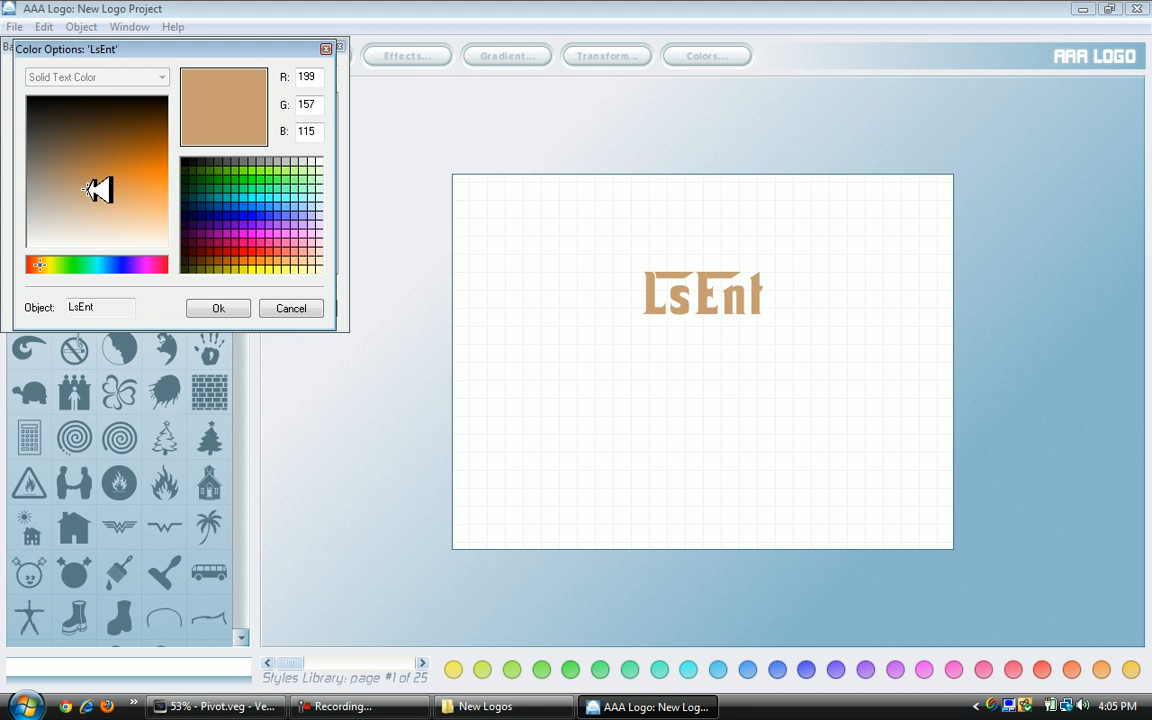 AAA Logo: New Logo Project
File Edit Object Window Help
Color Options: 'LsEnt'
Solid Text Color
R: 199
G: 157
B: 115
Object: LsEnt
Ok Cancel
Effects... Gradient... Transform... Colors...
AAA LOGO
LsEnt
Styles Library: page #1 of 25
53% - Pivot.veg - Ve... Recording... New Logos AAA Logo: New Log... 4:05 PM